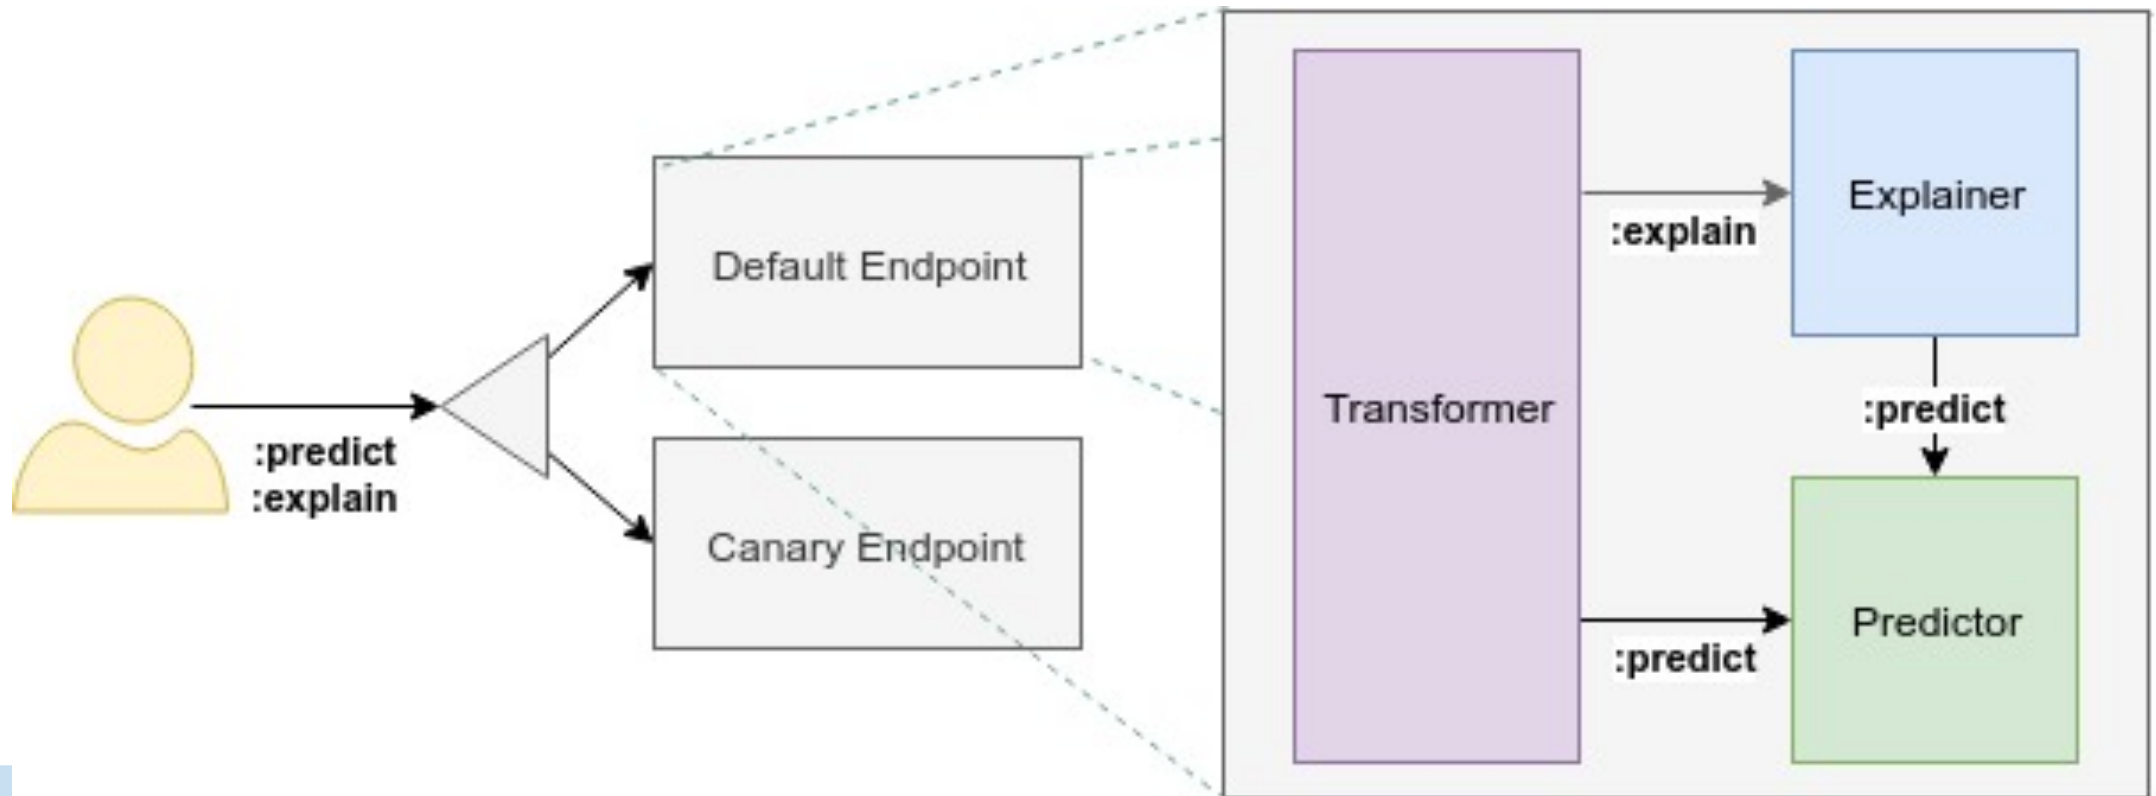 :predict
:explain
Default Endpoint
Canary Endpoint
Transformer
:explain
Explainer
:predict
:predict
Predictor